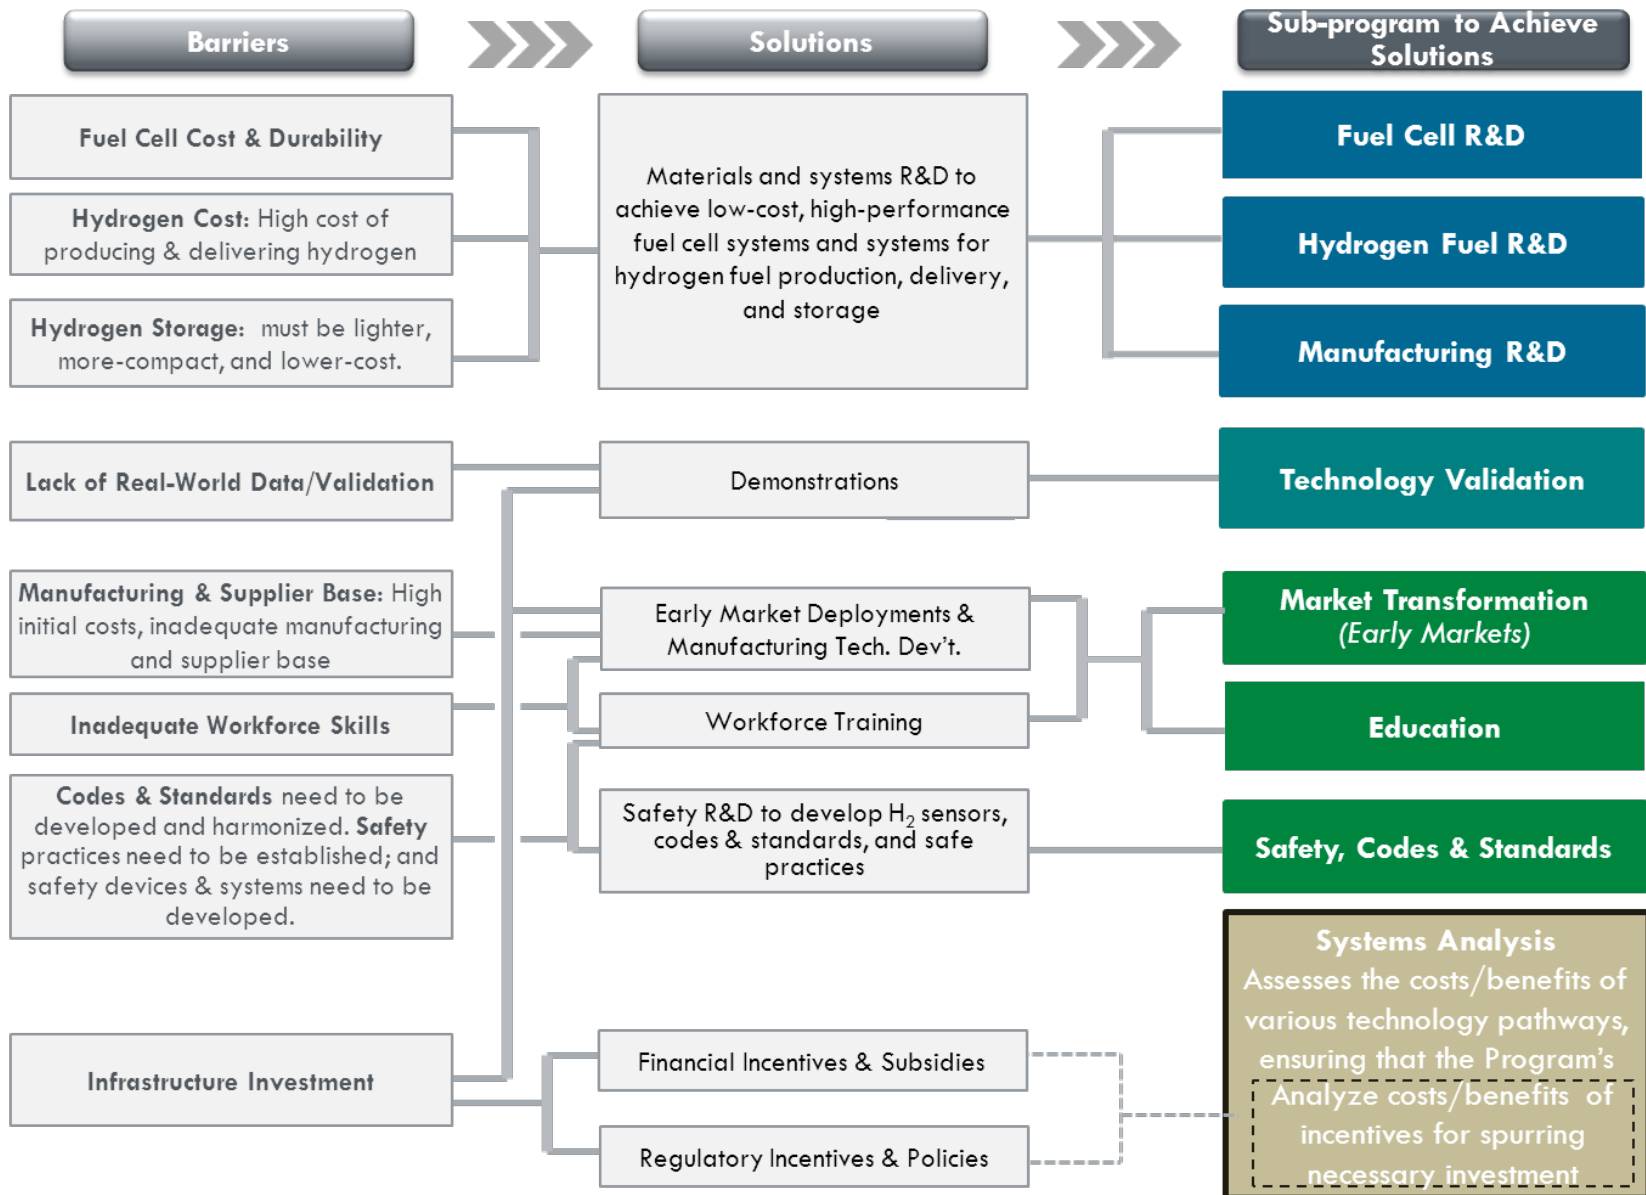 Barriers
Solutions
Sub-program to Achieve
Solutions
Fuel Cell Cost & Durability
Hydrogen Cost: High cost of
producing & delivering hydrogen
Hydrogen Storage: must be lighter,
more-compact, and lower-cost.
Materials and systems R&D to
achieve low-cost, high-performance
fuel cell systems and systems for
hydrogen fuel production, delivery,
and storage
Fuel Cell R&D
Hydrogen Fuel R&D
Manufacturing R&D
Lack of Real-World Data/Validation
Demonstrations
Technology Validation
Manufacturing & Supplier Base: High
initial costs, inadequate manufacturing
and supplier base
Early Market Deployments &
Manufacturing Tech. Dev’t.
Market Transformation
(Early Markets)
Inadequate Workforce Skills
Workforce Training
Education
Codes & Standards need to be
developed and harmonized. Safety
practices need to be established; and
safety devices & systems need to be
developed.
Safety R&D to develop H₂ sensors,
codes & standards, and safe
practices
Safety, Codes & Standards
Infrastructure Investment
Financial Incentives & Subsidies
Regulatory Incentives & Policies
Systems Analysis
Assesses the costs/benefits of
various technology pathways,
ensuring that the Program’s
Analyze costs/benefits of
incentives for spurring
necessary investment